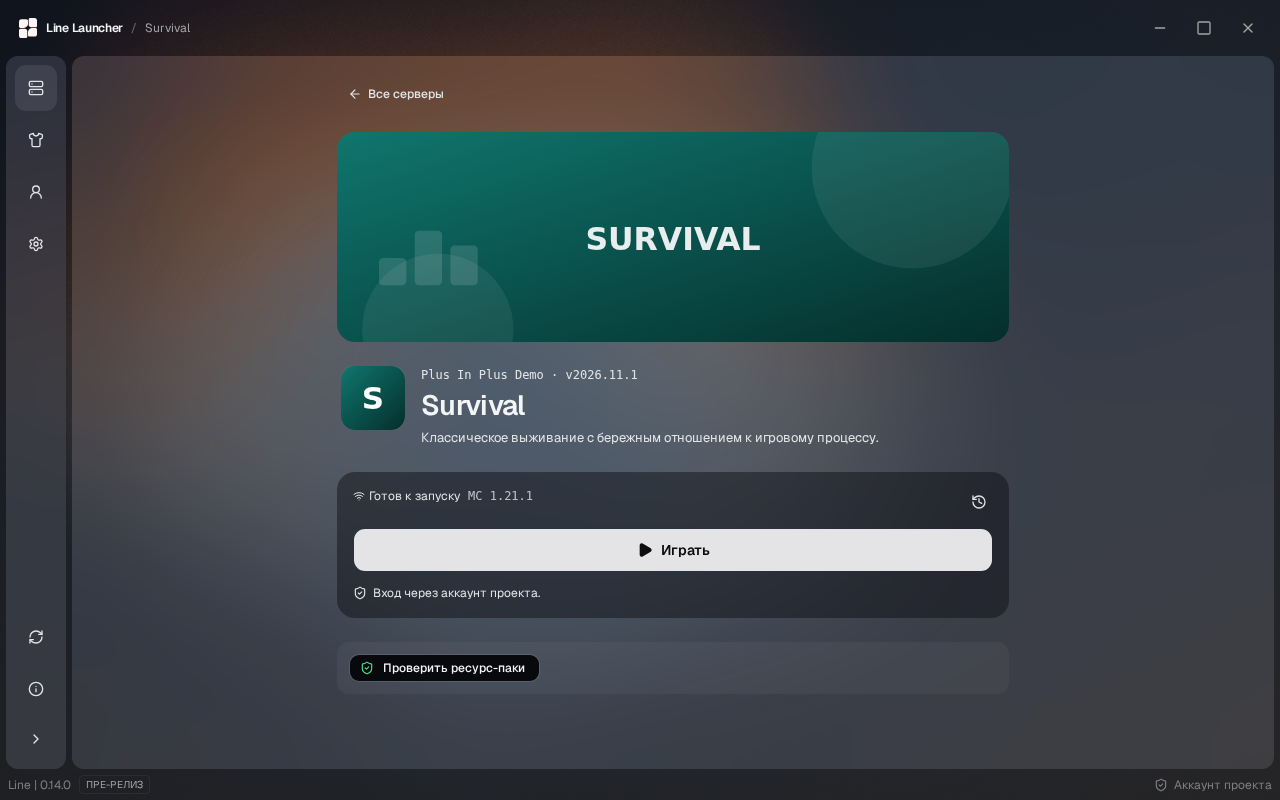 Line Launcher / Survival
Все серверы
SURVIVAL
S
Plus In Plus Demo · v2026.11.1
Survival
Классическое выживание с бережным отношением к игровому процессу.
Готов к запуску MC 1.21.1
Играть
Вход через аккаунт проекта.
Проверить ресурс-паки
Line | 0.14.0 ПРЕ-РЕЛИЗ
Аккаунт проекта